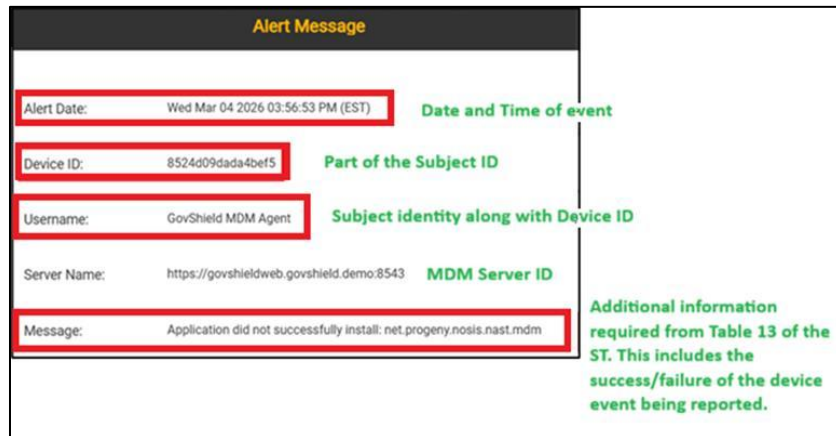 Alert Message
Alert Date: Wed Mar 04 2026 03:56:53 PM (EST) Date and Time of event
Device ID: 8524d09dada4bef5 Part of the Subject ID
Username: GovShield MDM Agent Subject identity along with Device ID
Server Name: https://govshieldweb.govshield.demo:8543 MDM Server ID
Message: Application did not successfully install: net.progeny.nosis.nast.mdm
Additional information
required from Table 13 of the
ST. This includes the
success/failure of the device
event being reported.